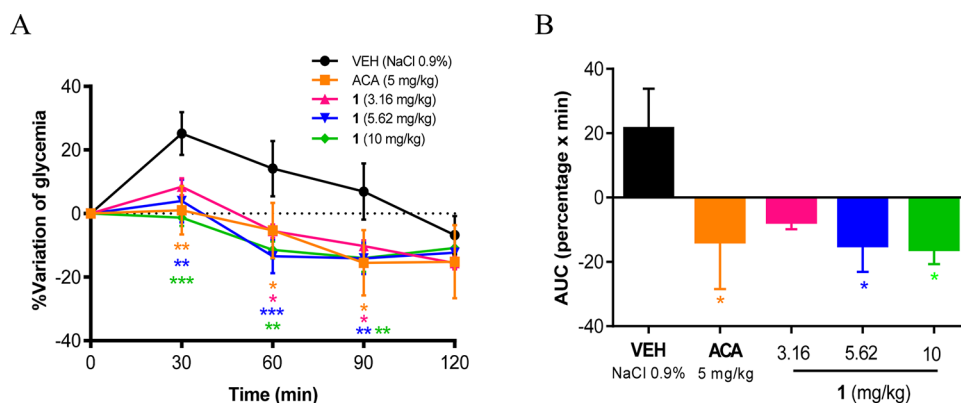 A
VEH (NaCl 0.9%)
ACA (5 mg/kg)
1 (3.16 mg/kg)
1 (5.62 mg/kg)
1 (10 mg/kg)
%Variation of glycemia
40
20
0
-20
-40
**
**
***
*
*
***
**
*
*
** **
0 30 60 90 120
Time (min)
B
AUC (percentage x min)
40
20
0
-20
-40
*
*
*
VEH ACA 3.16 5.62 10
NaCl 0.9% 5 mg/kg
1 (mg/kg)